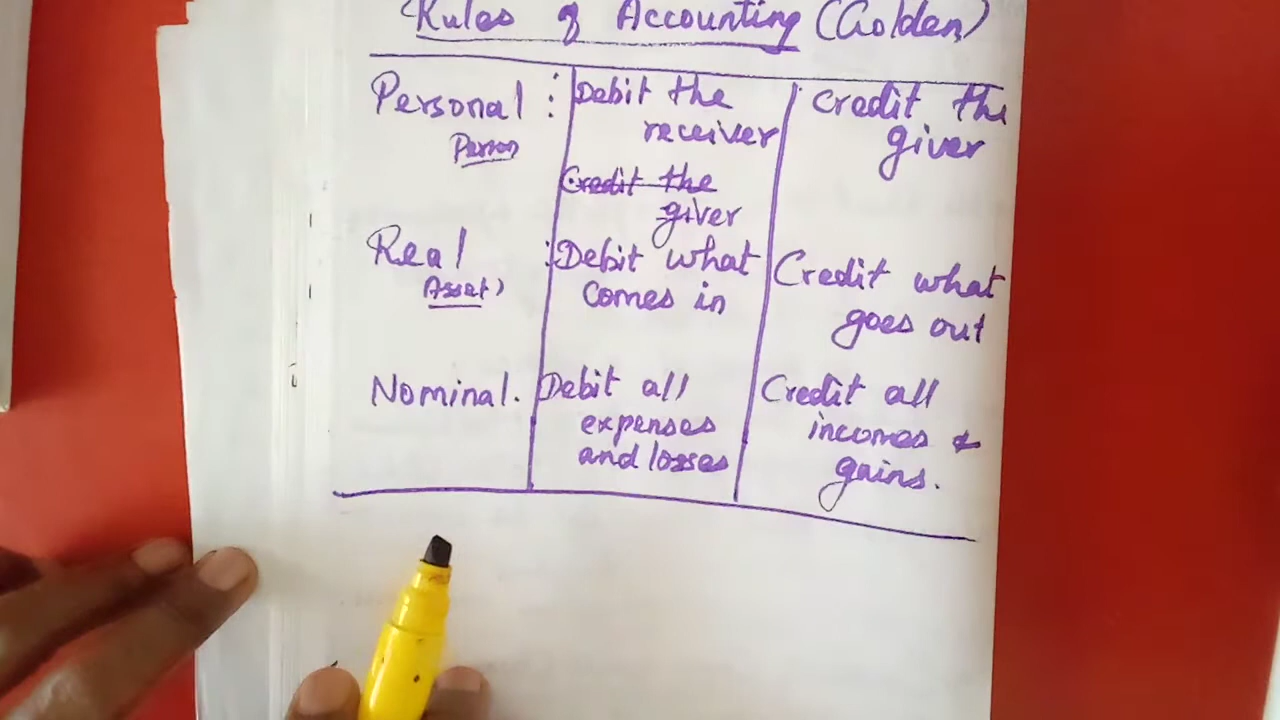 Rules of Accounting (Golden)
Personal : Debit the Credit the
Person receiver giver
Credit the
giver
Real : Debit what Credit what
Asset) comes in goes out
Nominal. Debit all Credit all
expenses incomes &
and losses gains.